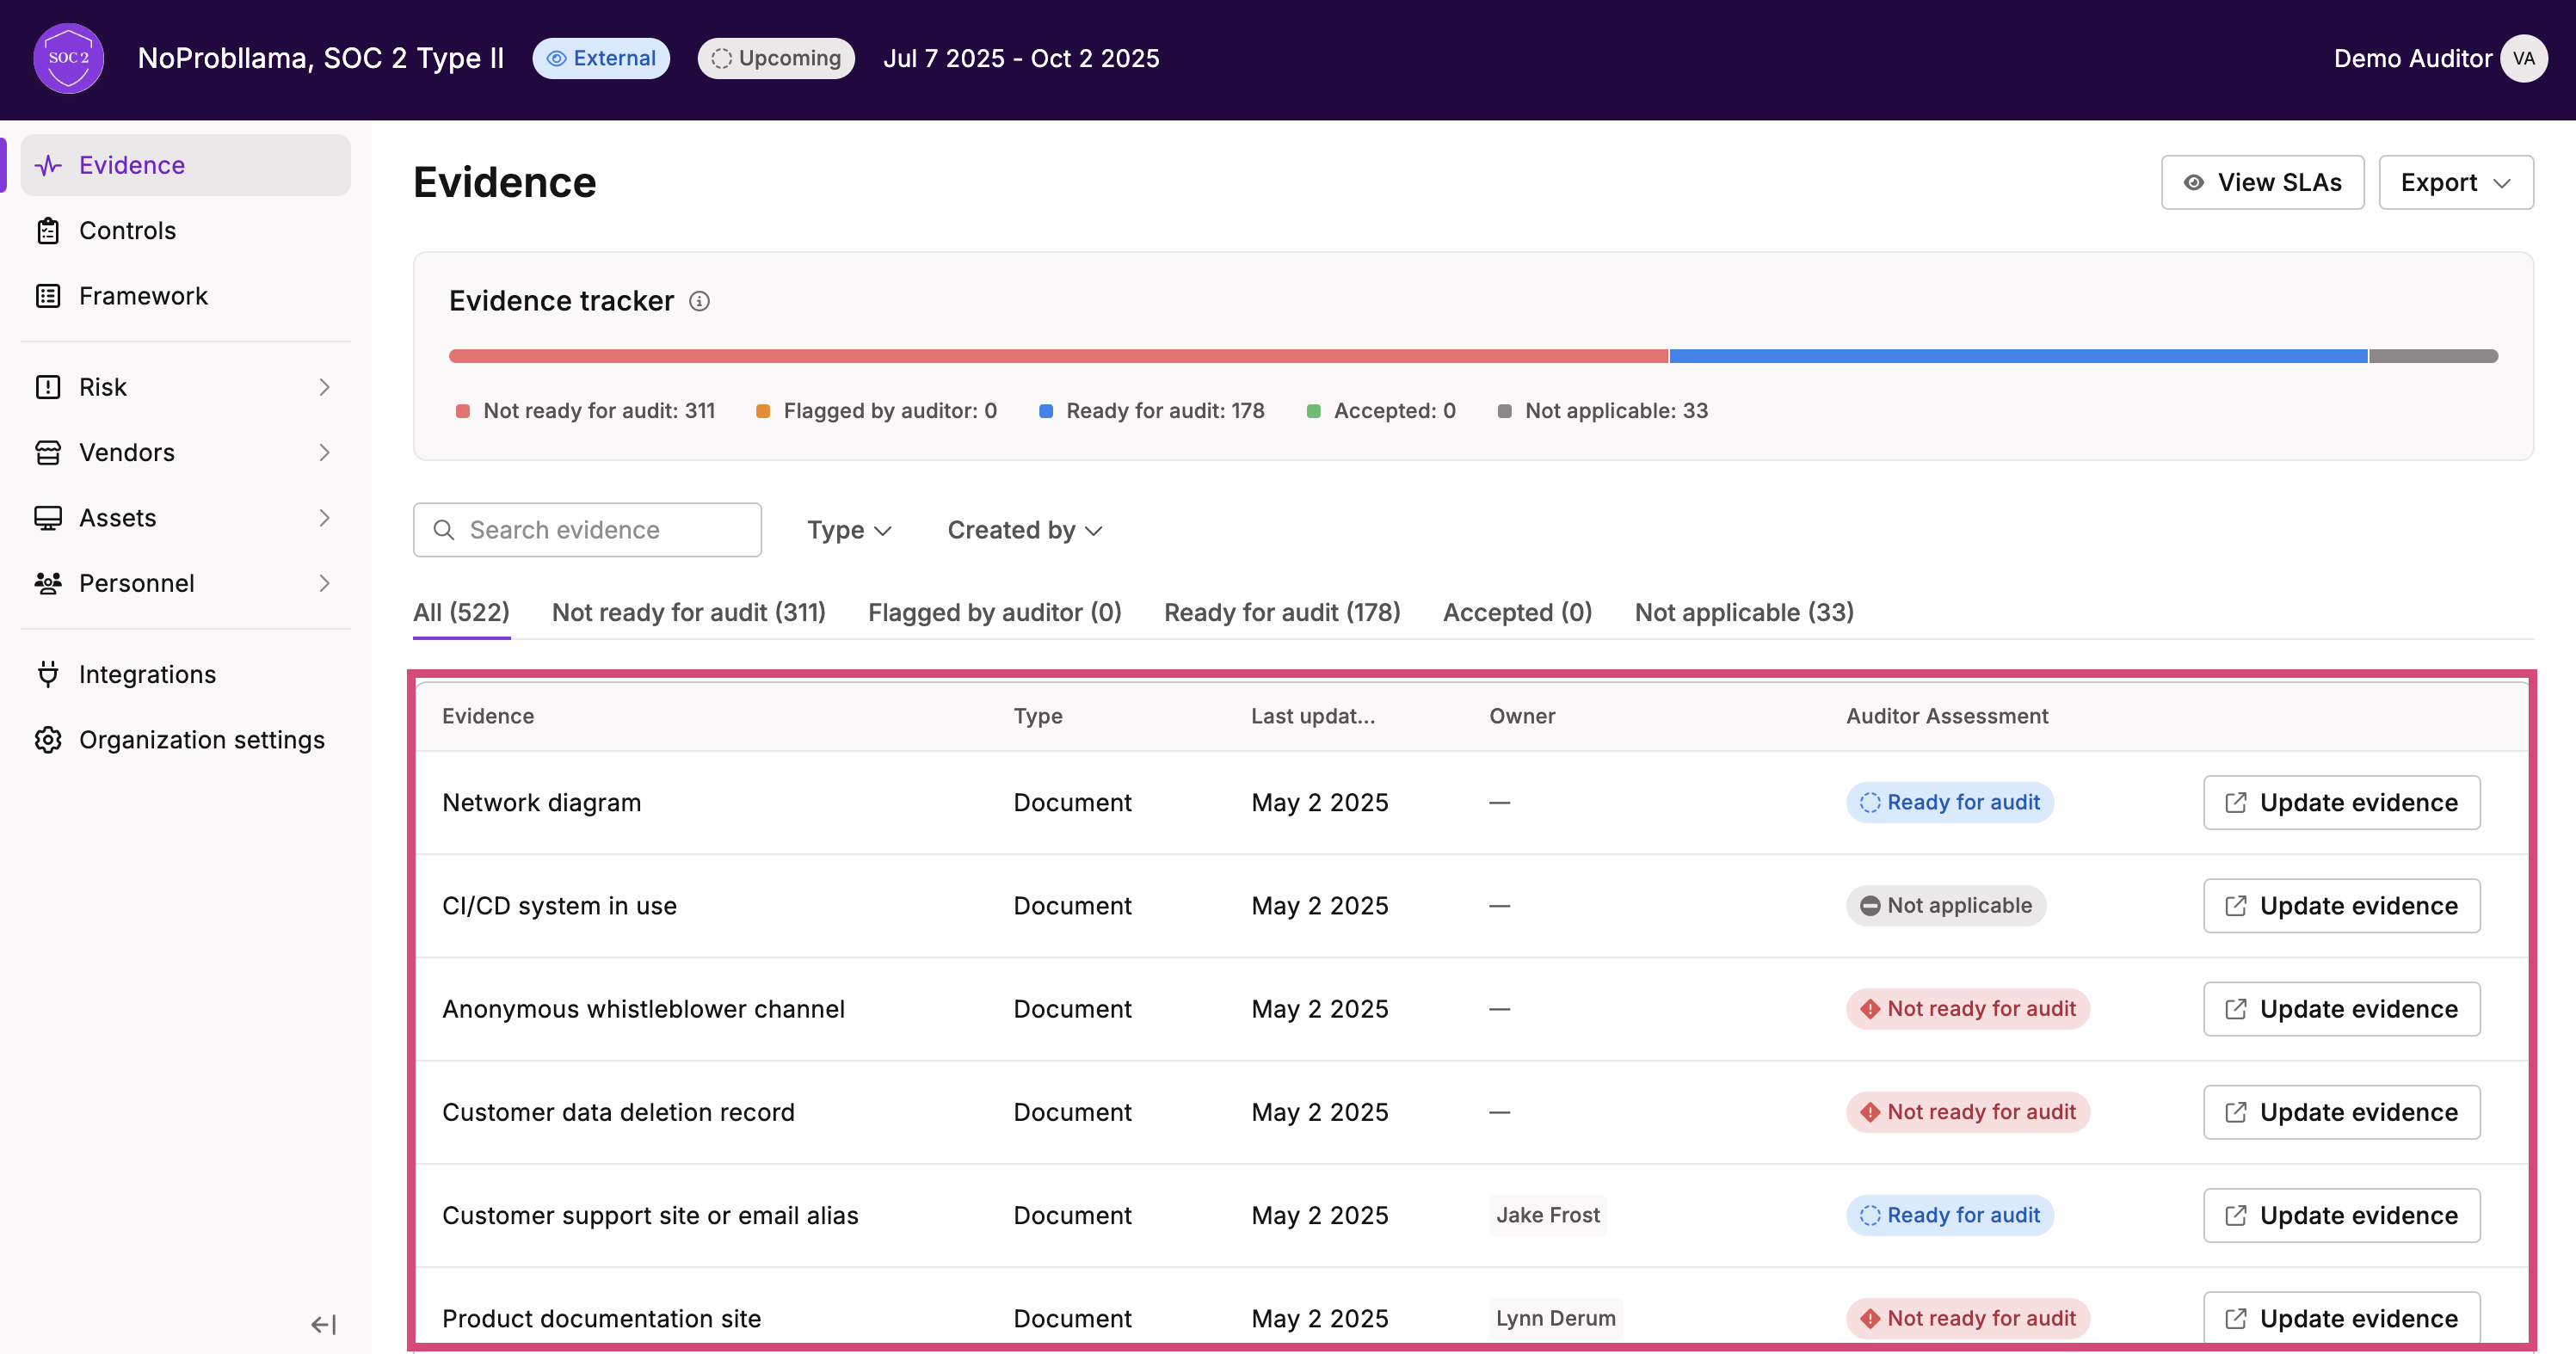 SOC 2
NoProbllama, SOC 2 Type II External Upcoming Jul 7 2025 - Oct 2 2025 Demo Auditor VA
Evidence
Controls
Framework
Risk
Vendors
Assets
Personnel
Integrations
Organization settings
Evidence View SLAs Export
Evidence tracker
Not ready for audit: 311 Flagged by auditor: 0 Ready for audit: 178 Accepted: 0 Not applicable: 33
Search evidence Type Created by
All (522) Not ready for audit (311) Flagged by auditor (0) Ready for audit (178) Accepted (0) Not applicable (33)
Evidence Type Last updat... Owner Auditor Assessment
Network diagram Document May 2 2025 — Ready for audit Update evidence
CI/CD system in use Document May 2 2025 — Not applicable Update evidence
Anonymous whistleblower channel Document May 2 2025 — Not ready for audit Update evidence
Customer data deletion record Document May 2 2025 — Not ready for audit Update evidence
Customer support site or email alias Document May 2 2025 Jake Frost Ready for audit Update evidence
Product documentation site Document May 2 2025 Lynn Derum Not ready for audit Update evidence